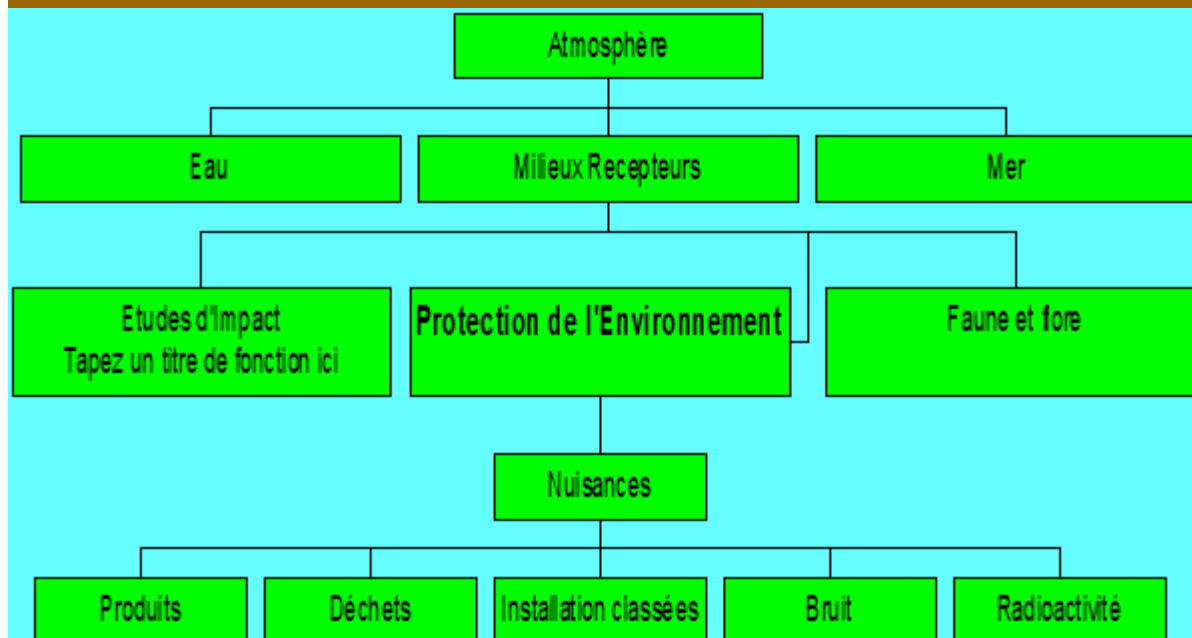 Atmosphère
Eau
Milieux Recepteurs
Mer
Etudes d'Impact
Tapez un titre de fonction ici
Protection de l'Environnement
Faune et flore
Nuisances
Produits
Déchets
Installation classées
Bruit
Radioactivité